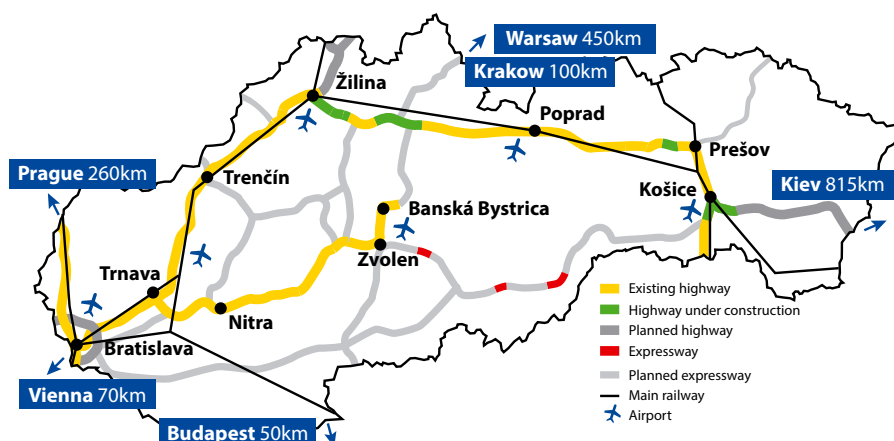 Warsaw 450km
Krakow 100km
Žilina
Poprad
Prešov
Prague 260km
Trenčín
Košice
Kiev 815km
Banská Bystrica
Zvolen
Trnava
Nitra
Bratislava
Vienna 70km
Budapest 50km
Existing highway
Highway under construction
Planned highway
Expressway
Planned expressway
Main railway
Airport